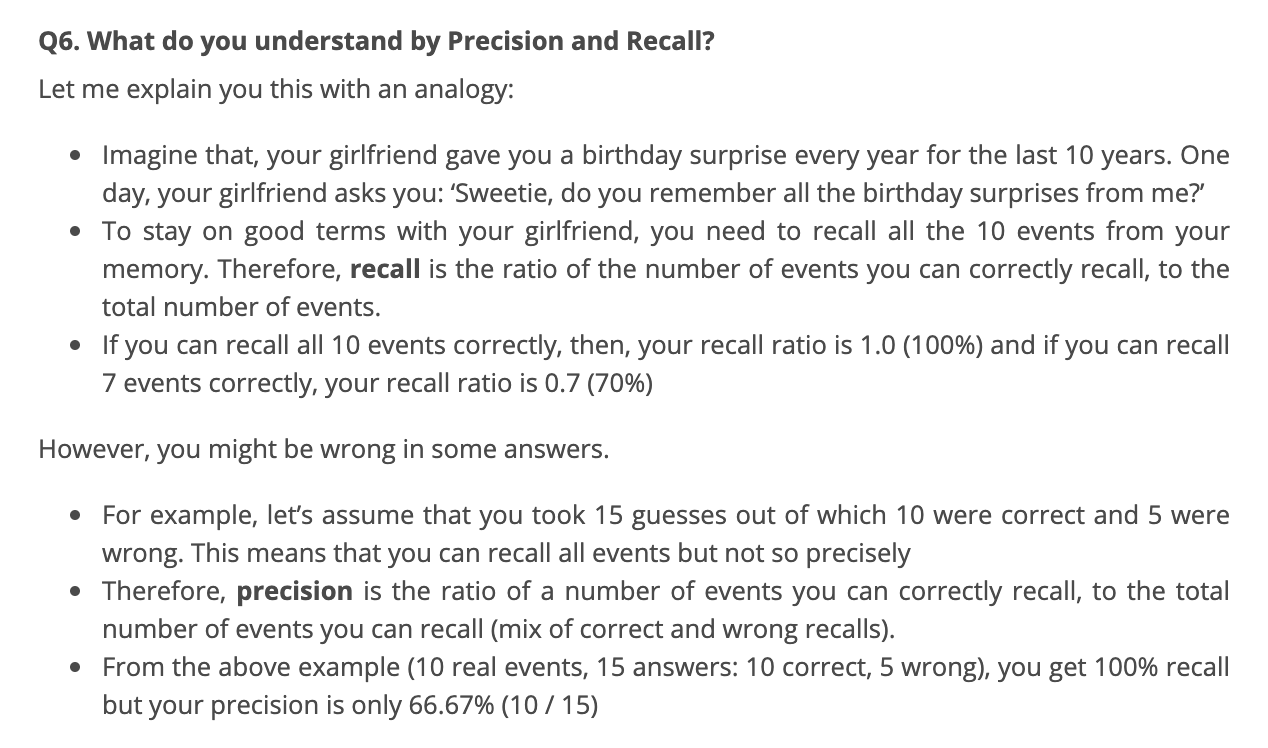 Q6. What do you understand by Precision and Recall?
Let me explain you this with an analogy:
• Imagine that, your girlfriend gave you a birthday surprise every year for the last 10 years. One
day, your girlfriend asks you: ‘Sweetie, do you remember all the birthday surprises from me?’
• To stay on good terms with your girlfriend, you need to recall all the 10 events from your
memory. Therefore, recall is the ratio of the number of events you can correctly recall, to the
total number of events.
• If you can recall all 10 events correctly, then, your recall ratio is 1.0 (100%) and if you can recall
7 events correctly, your recall ratio is 0.7 (70%)
However, you might be wrong in some answers.
• For example, let’s assume that you took 15 guesses out of which 10 were correct and 5 were
wrong. This means that you can recall all events but not so precisely
• Therefore, precision is the ratio of a number of events you can correctly recall, to the total
number of events you can recall (mix of correct and wrong recalls).
• From the above example (10 real events, 15 answers: 10 correct, 5 wrong), you get 100% recall
but your precision is only 66.67% (10 / 15)